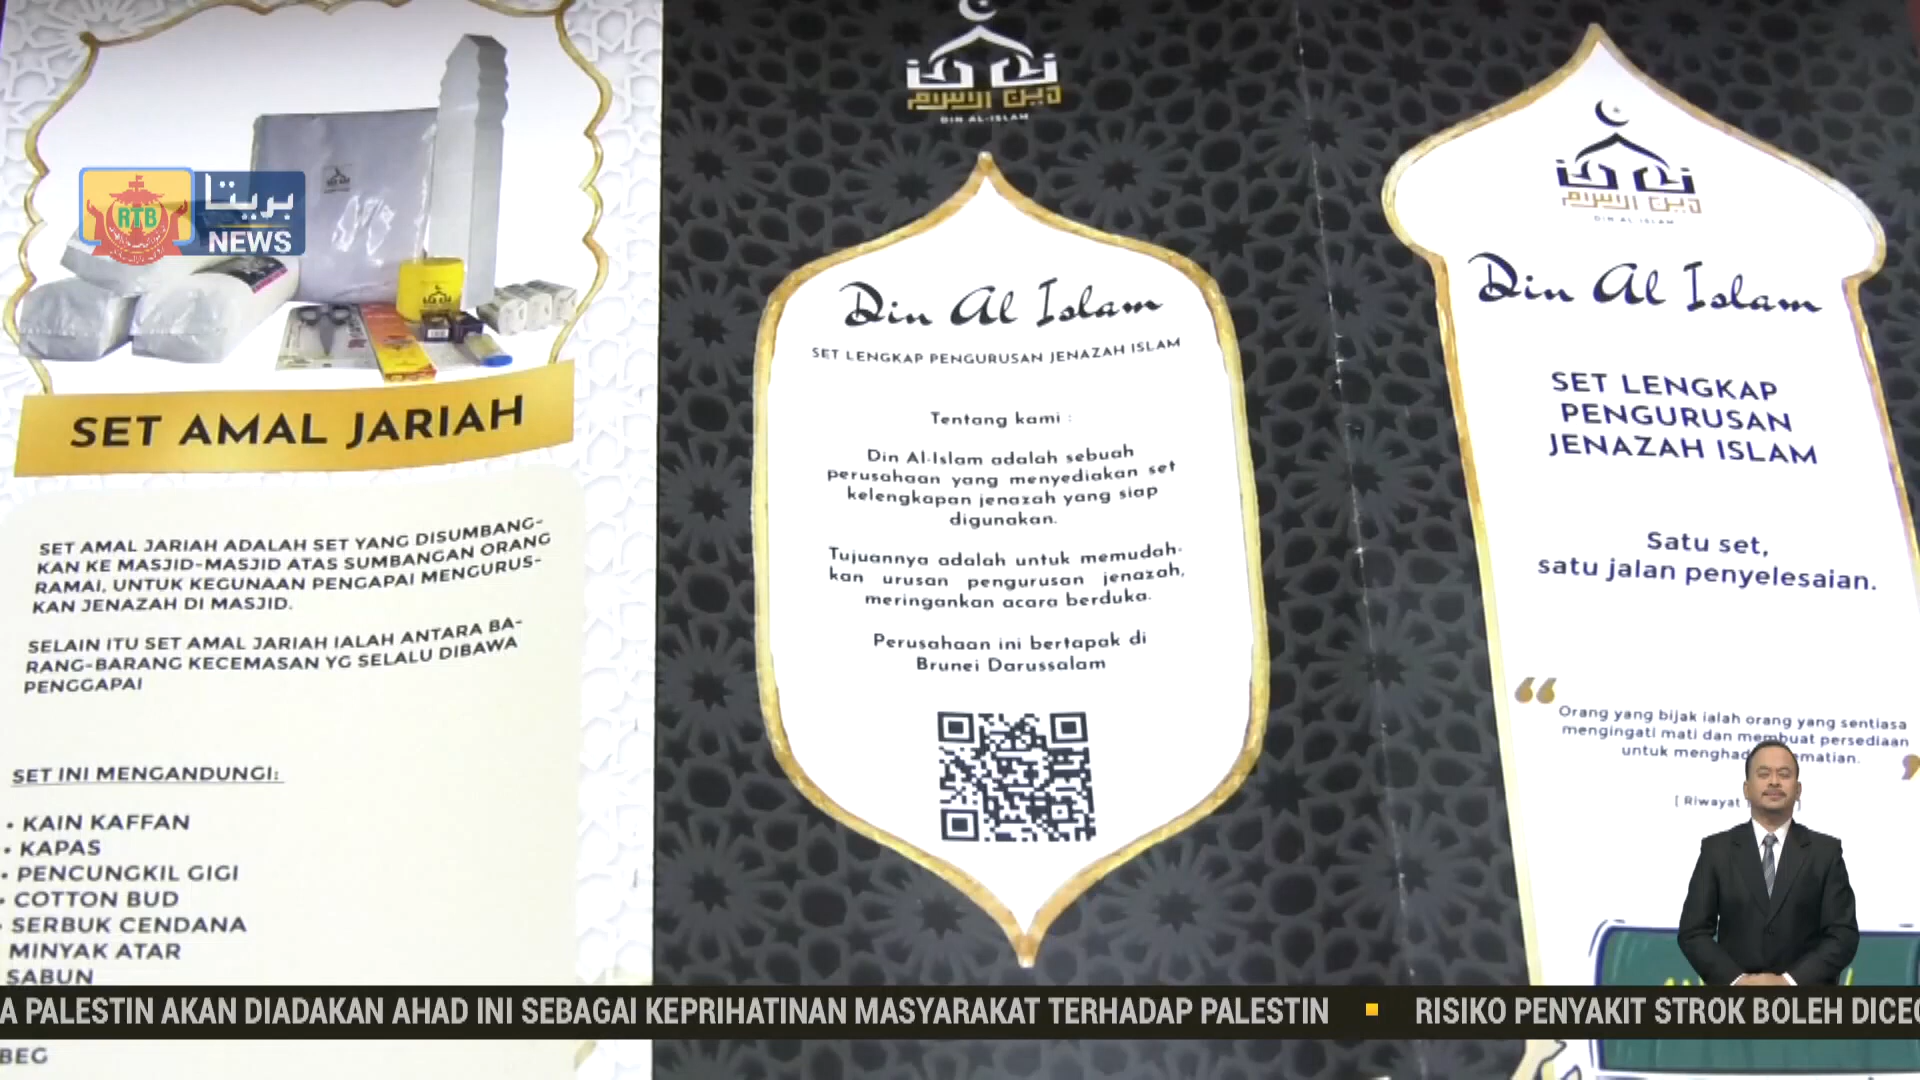 RTB
بريتا
NEWS
SET AMAL JARIAH
SET AMAL JARIAH ADALAH SET YANG DISUMBANG-
KAN KE MASJID-MASJID ATAS SUMBANGAN ORANG
RAMAI, UNTUK KEGUNAAN PENGAPAI MENGURUS-
KAN JENAZAH DI MASJID.
SELAIN ITU SET AMAL JARIAH IALAH ANTARA BA-
RANG-BARANG KECEMASAN YG SELALU DIBAWA
PENGGAPAI
SET INI MENGANDUNGI:
• KAIN KAFFAN
• KAPAS
• PENCUNGKIL GIGI
• COTTON BUD
• SERBUK CENDANA
MINYAK ATAR
SABUN
BEG
دين الاسلام
DIN AL-ISLAM
Din Al Islam
SET LENGKAP PENGURUSAN JENAZAH ISLAM
Tentang kami :
Din Al-Islam adalah sebuah
perusahaan yang menyediakan set
kelengkapan jenazah yang siap
digunakan.
Tujuannya adalah untuk memudah-
kan urusan pengurusan jenazah,
meringankan acara berduka.
Perusahaan ini bertapak di
Brunei Darussalam
دين الاسلام
DIN AL-ISLAM
Din Al Islam
SET LENGKAP
PENGURUSAN
JENAZAH ISLAM
Satu set,
satu jalan penyelesaian.
“Orang yang bijak ialah orang yang sentiasa
mengingati mati dan membuat persediaan
untuk
[ Riwayat
A PALESTIN AKAN DIADAKAN AHAD INI SEBAGAI KEPRIHATINAN MASYARAKAT TERHADAP PALESTIN ▪ RISIKO PENYAKIT STROK BOLEH DICEG